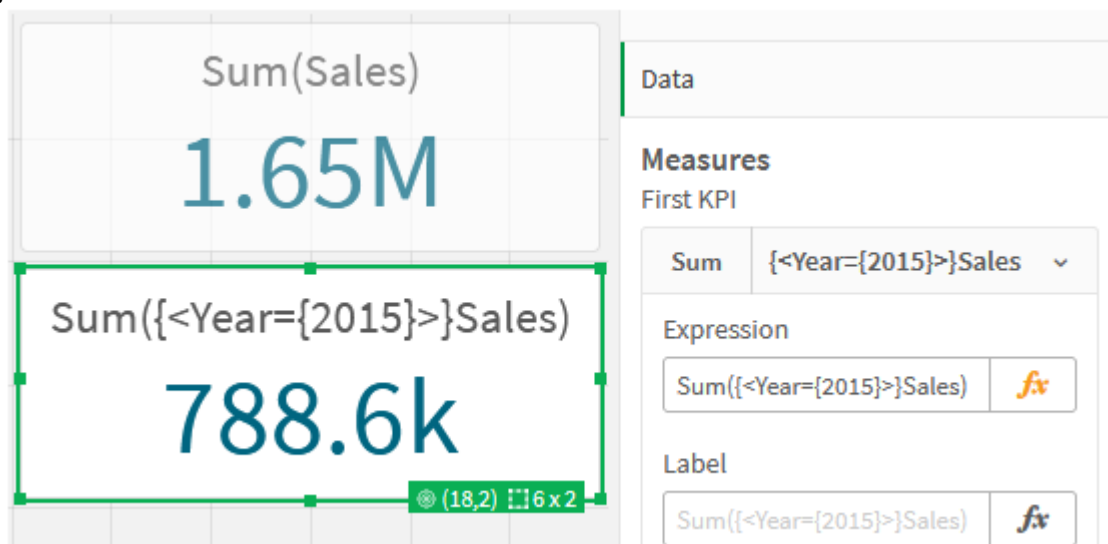 Sum(Sales)
1.65M
Sum({<Year={2015}>}Sales)
788.6k
(18,2) 6 x 2
Data
Measures
First KPI
Sum {<Year={2015}>}Sales
Expression
Sum({<Year={2015}>}Sales) fx
Label
Sum({<Year={2015}>}Sales) fx